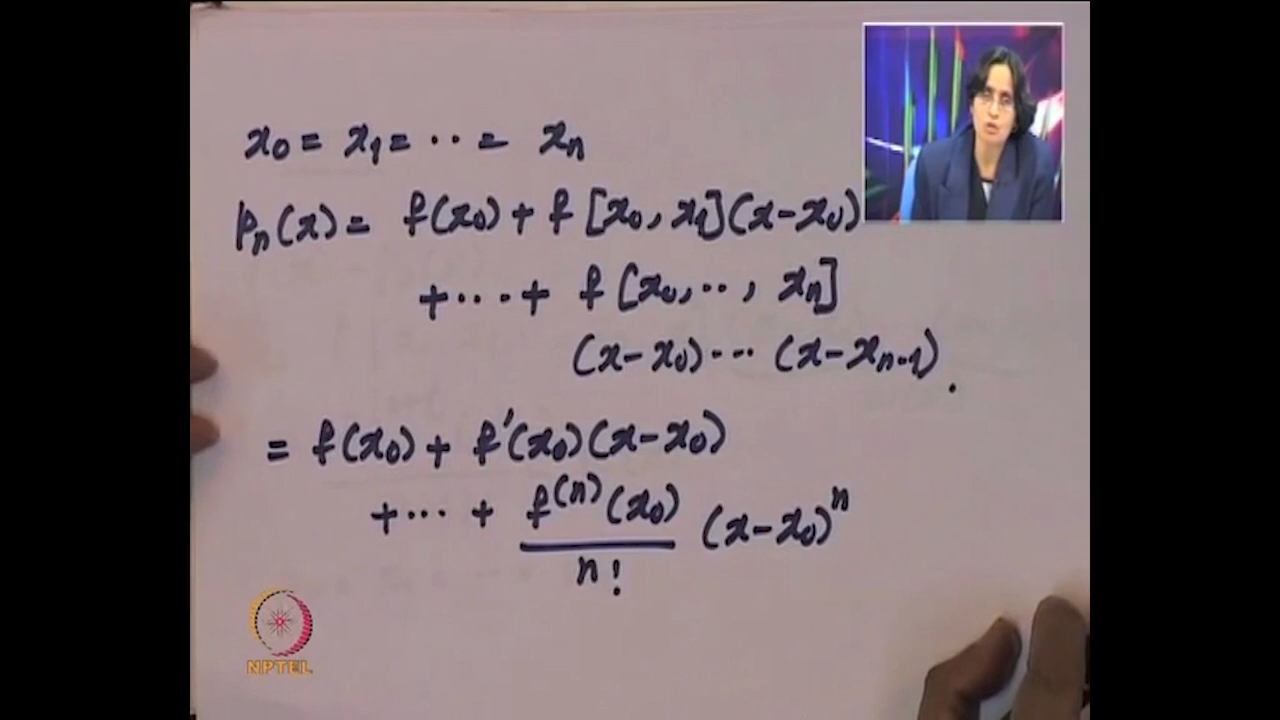 x₀ = x₁ = ·· = xₙ
pₙ(x) = f(x₀) + f[x₀, x₁](x-x₀)
+ ···· + f[x₀, ··, xₙ]
(x-x₀) ··· (x-xₙ₋₁).
= f(x₀) + f'(x₀)(x-x₀)
+ ··· + f⁽ⁿ⁾(x₀) / n! (x-x₀)ⁿ
NPTEL